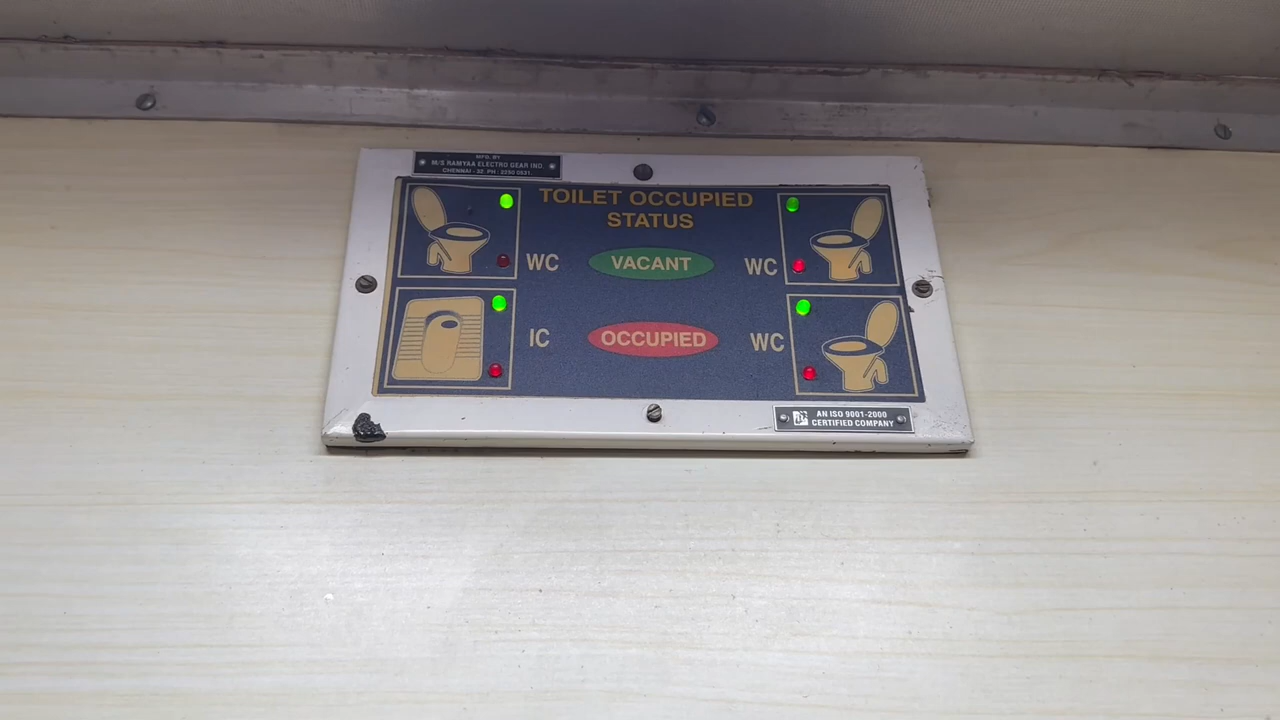 MFD. BY
M/S RAMYAA ELECTRO GEAR IND.
CHENNAI - 32. PH : 2250 0531.
TOILET OCCUPIED
STATUS
WC
VACANT
WC
IC
OCCUPIED
WC
AN ISO 9001-2000
CERTIFIED COMPANY